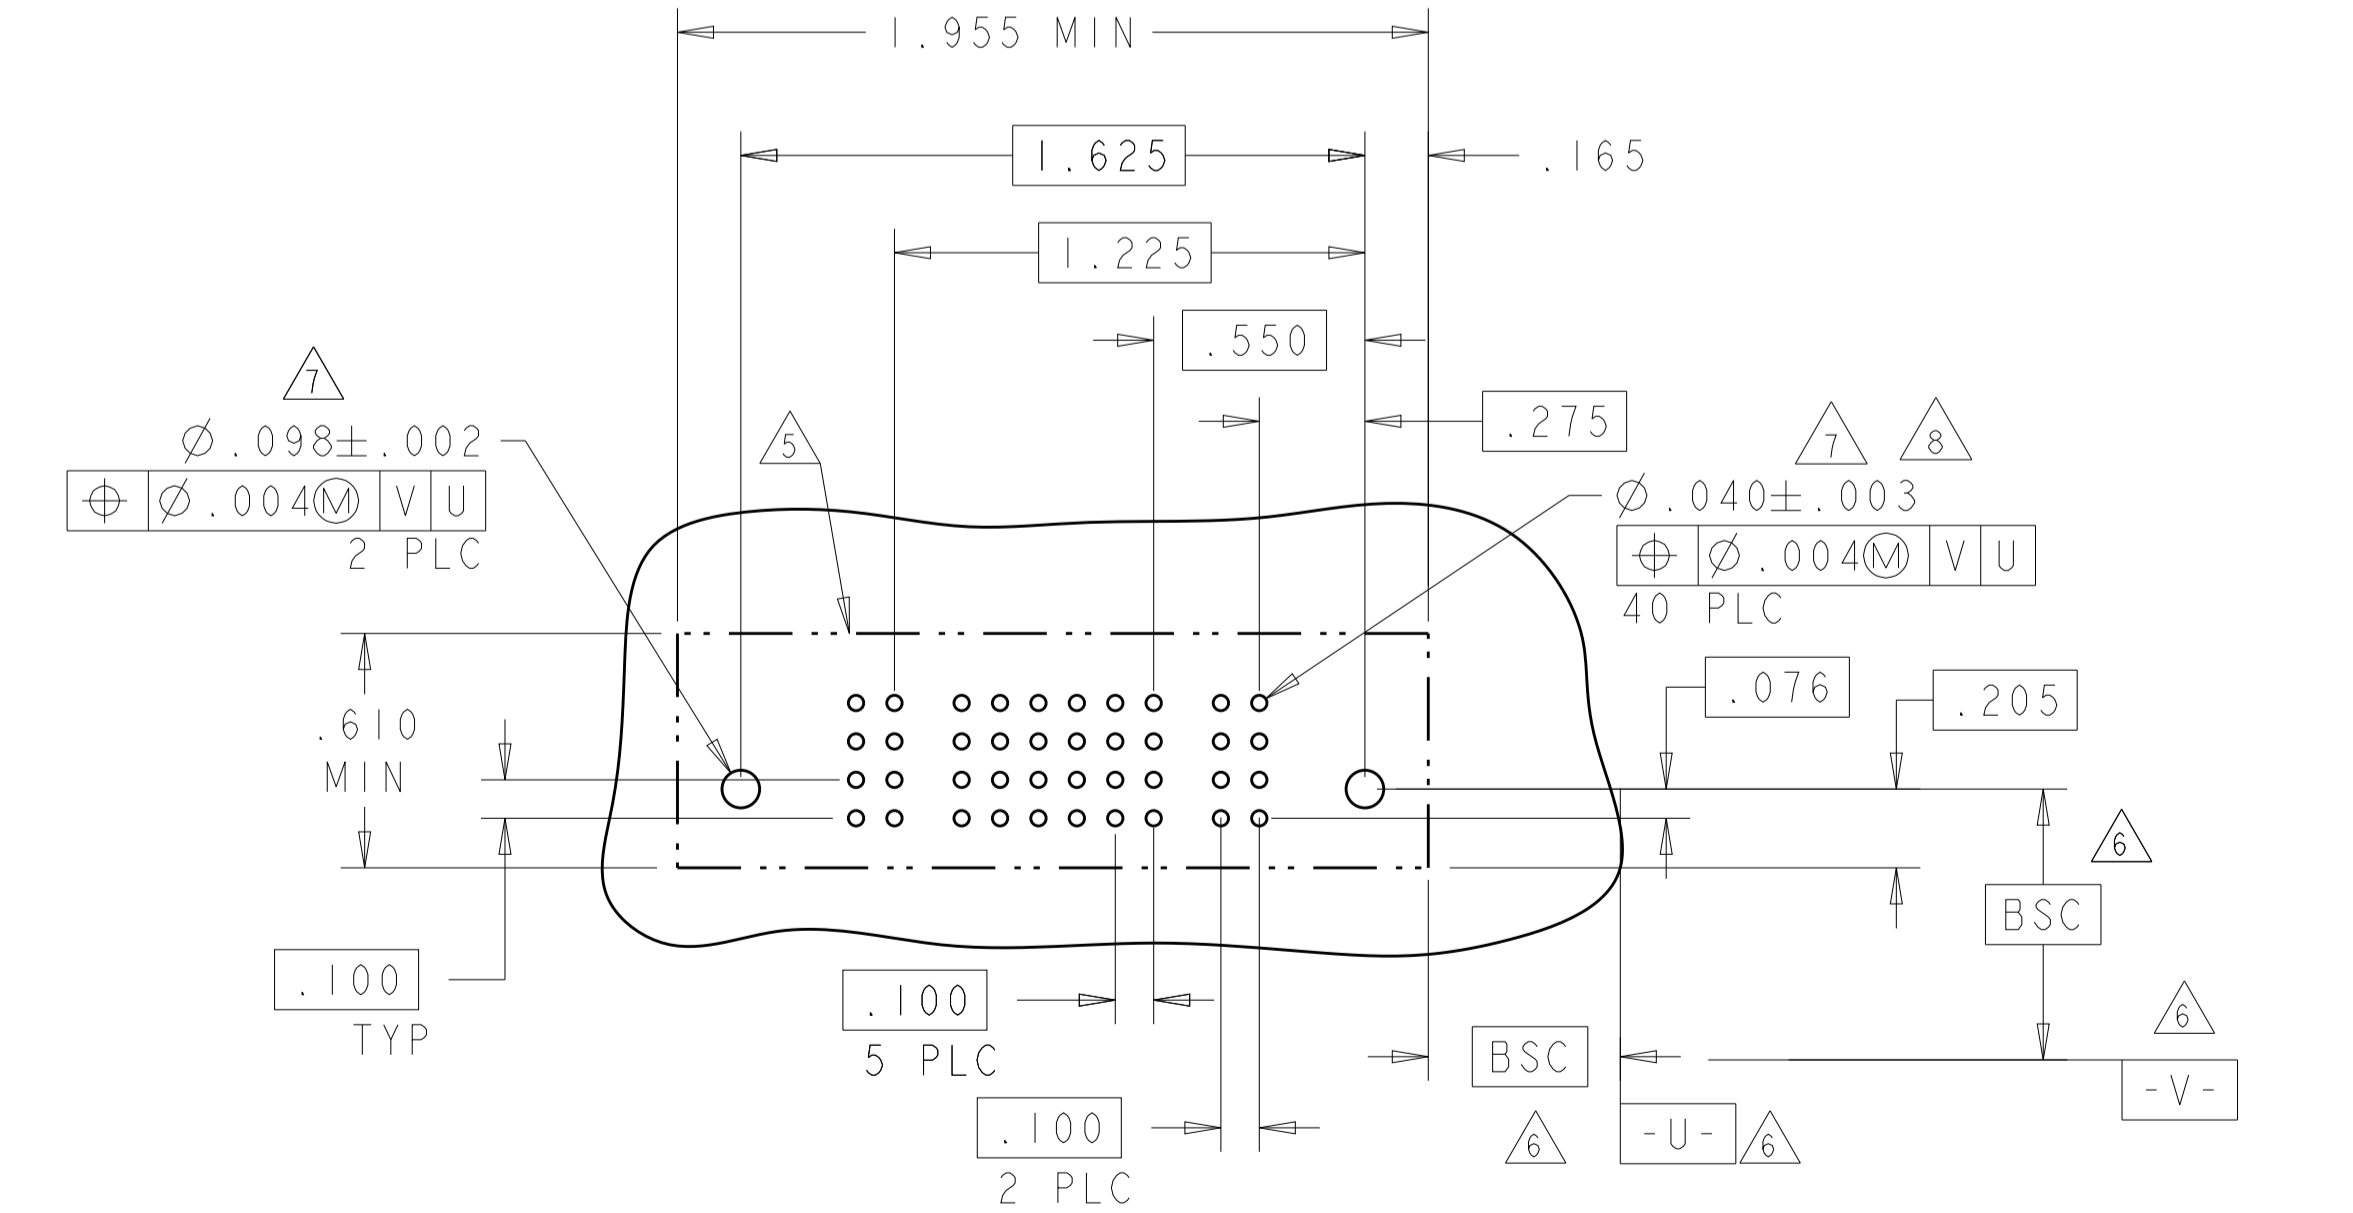 1.955 MIN
1.625
.165
1.225
.550
.275
7
⌀.098±.002
⌖ ⌀.004Ⓜ V U
2 PLC
5
7 8
⌀.040±.003
⌖ ⌀.004Ⓜ V U
40 PLC
.076
.205
.610
MIN
6
BSC
.100
TYP
.100
5 PLC
.100
2 PLC
BSC
6
-U-
6
6
-V-